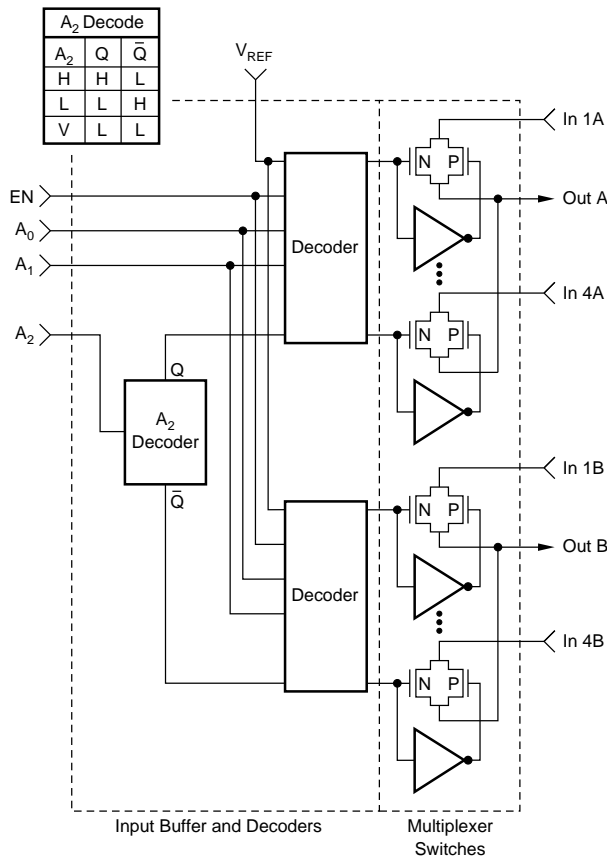 A₂ Decode
A₂ Q Q̅
H H L
L L H
V L L
V_REF
In 1A
N P
EN
Out A
A₀
Decoder
A₁
In 4A
A₂
N P
Q
A₂
Decoder
Q̅
In 1B
N P
Out B
Decoder
In 4B
N P
Input Buffer and Decoders
Multiplexer
Switches